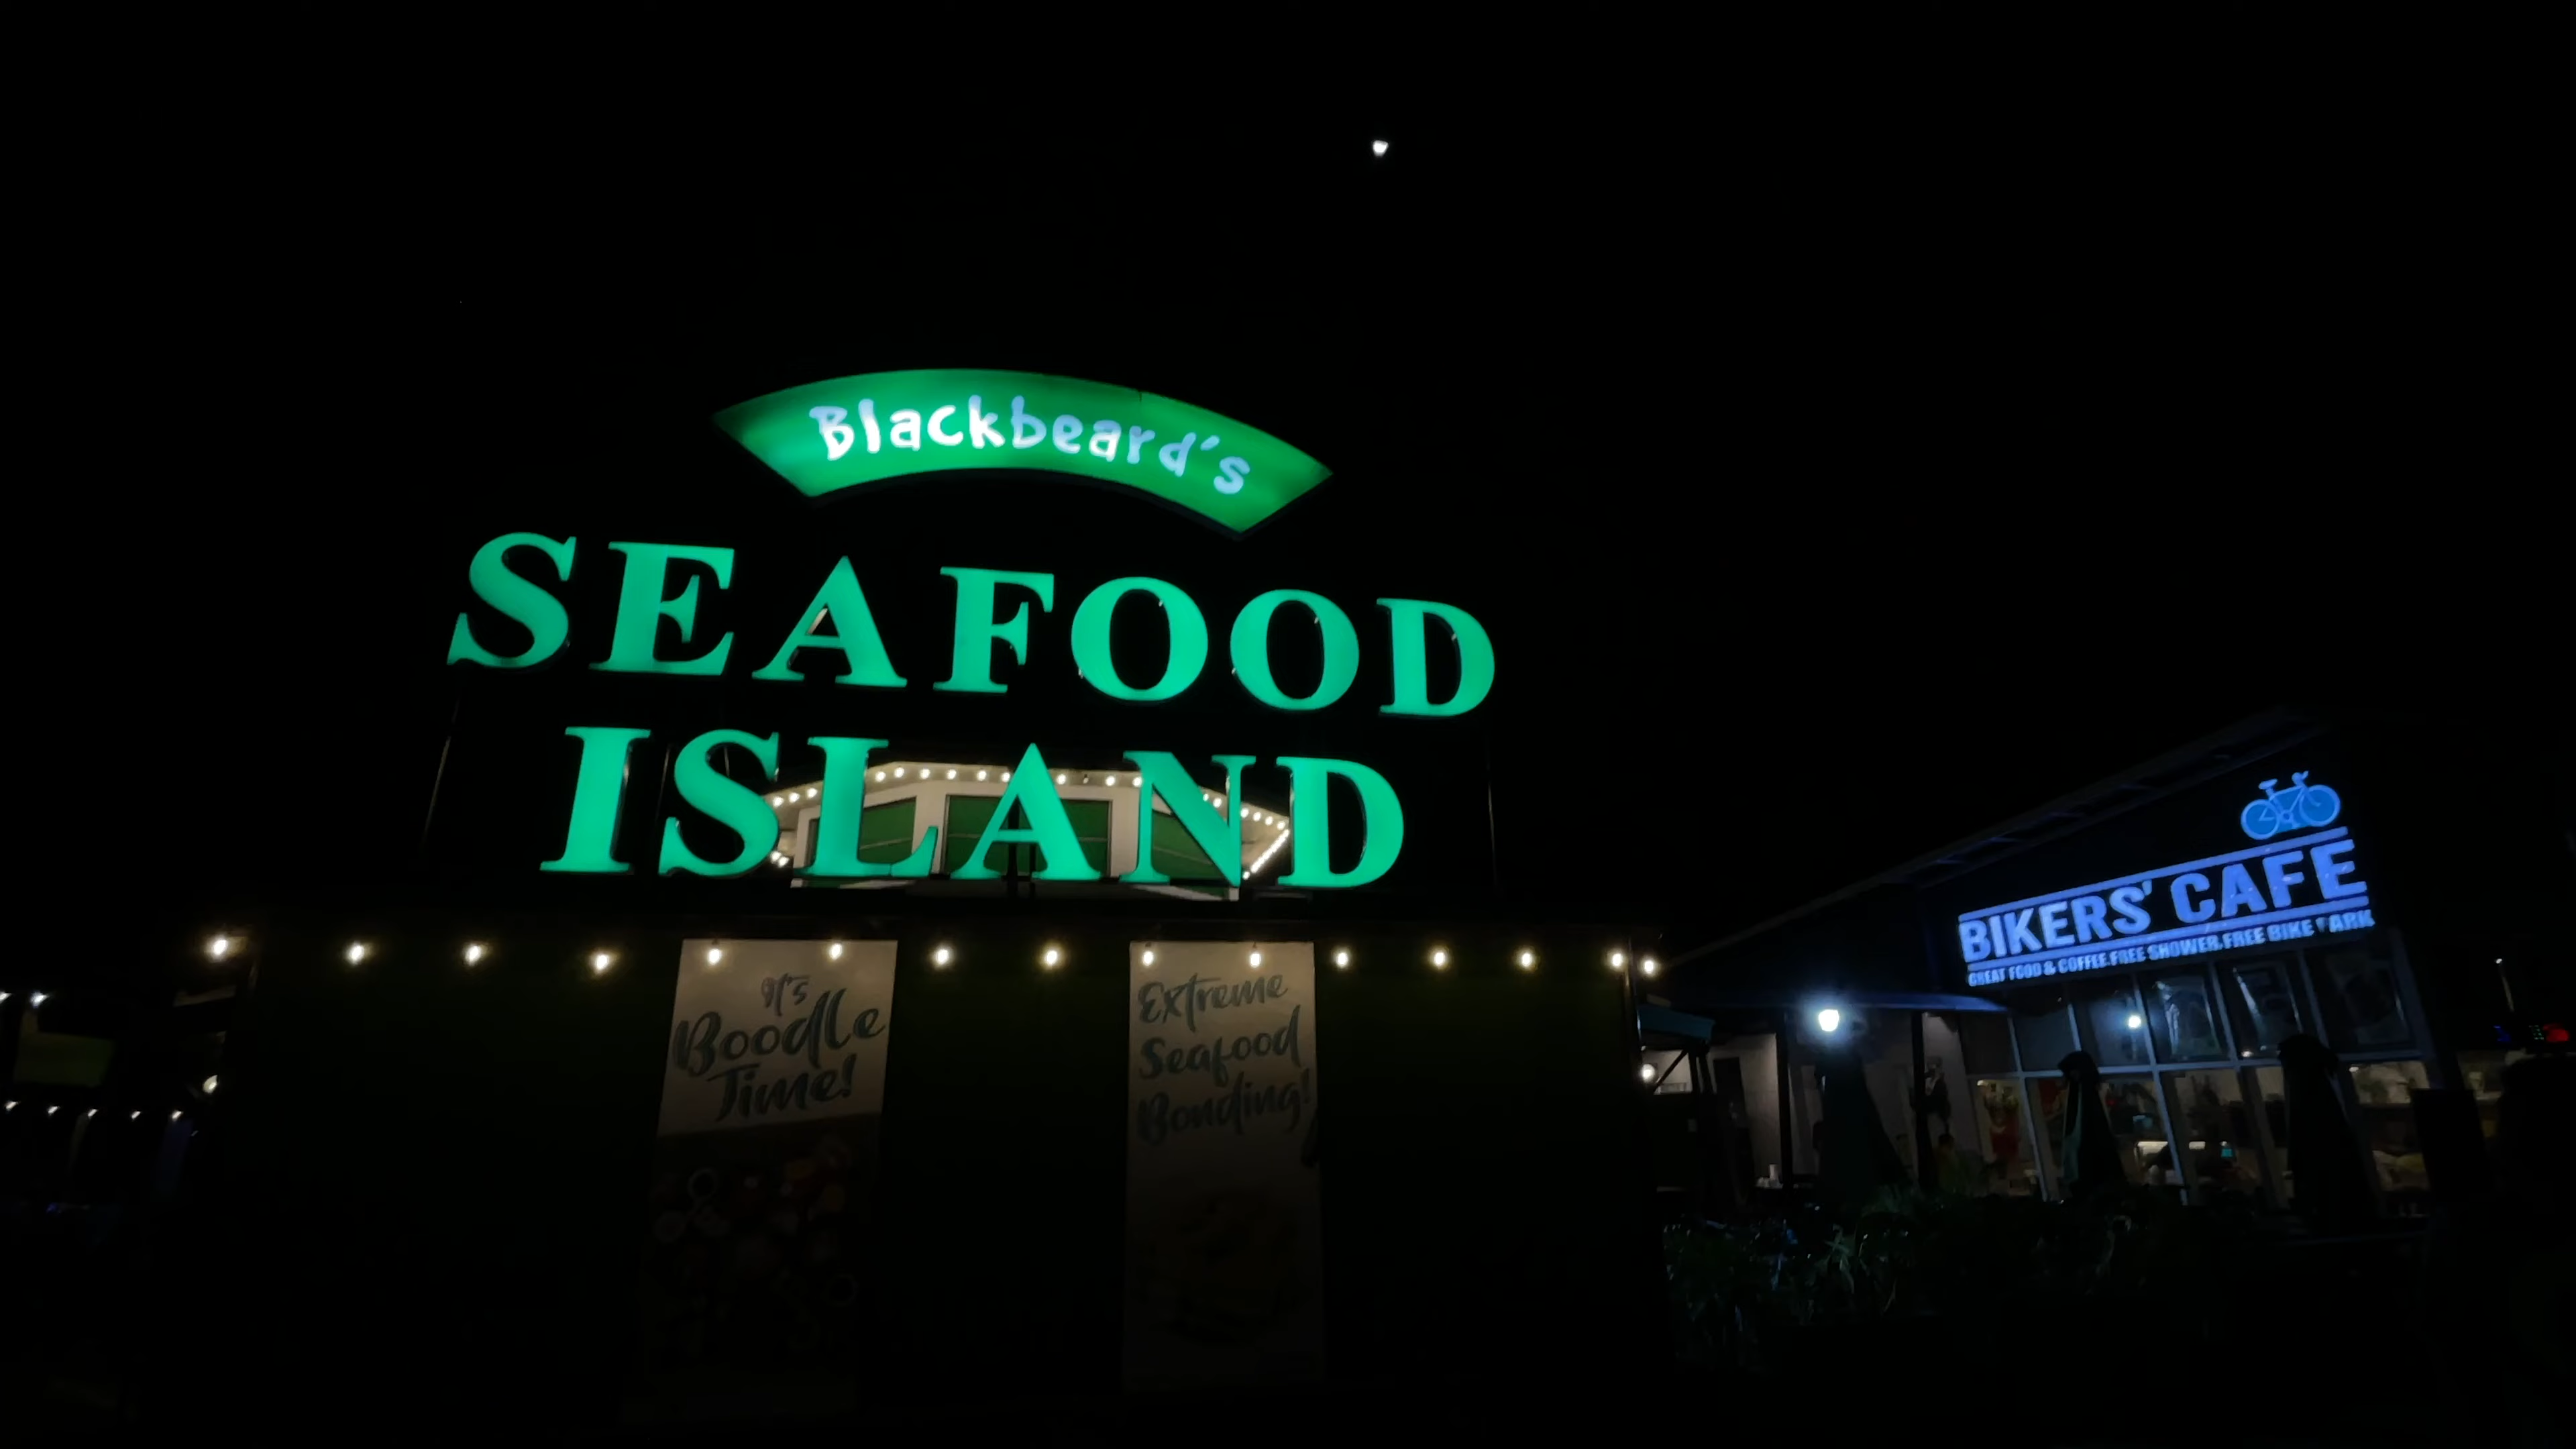 Blackbeard's
SEAFOOD
ISLAND
It's
Boodle
Time!
Extreme
Seafood
Bonding!
BIKERS' CAFE
GREAT FOOD & COFFEE.FREE SHOWER.FREE BIKE PARK